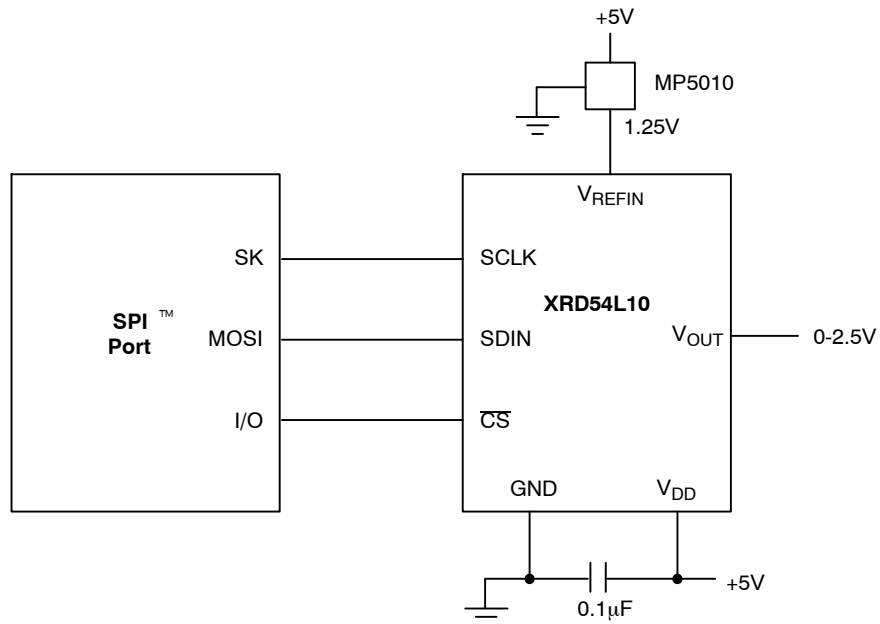 +5V
MP5010
1.25V
VREFIN
SK
SCLK
XRD54L10
SPI ™
Port
MOSI
SDIN
VOUT
0-2.5V
I/O
CS
GND
VDD
+5V
0.1µF